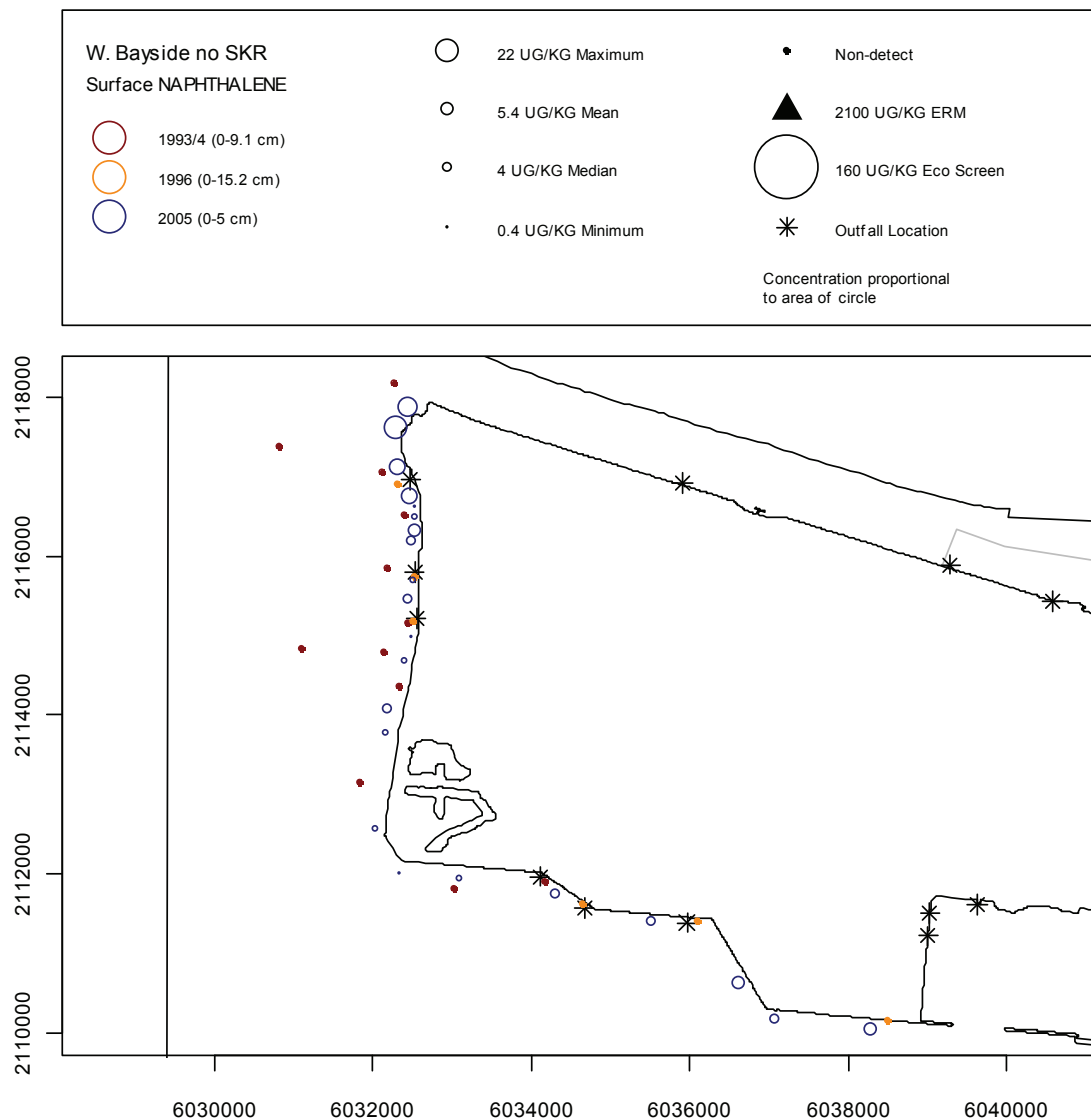 W. Bayside no SKR
Surface NAPHTHALENE
1993/4 (0-9.1 cm)
1996 (0-15.2 cm)
2005 (0-5 cm)
22 UG/KG Maximum
5.4 UG/KG Mean
4 UG/KG Median
0.4 UG/KG Minimum
Non-detect
2100 UG/KG ERM
160 UG/KG Eco Screen
Outfall Location
Concentration proportional
to area of circle
2118000
2116000
2114000
2112000
2110000
6030000
6032000
6034000
6036000
6038000
6040000